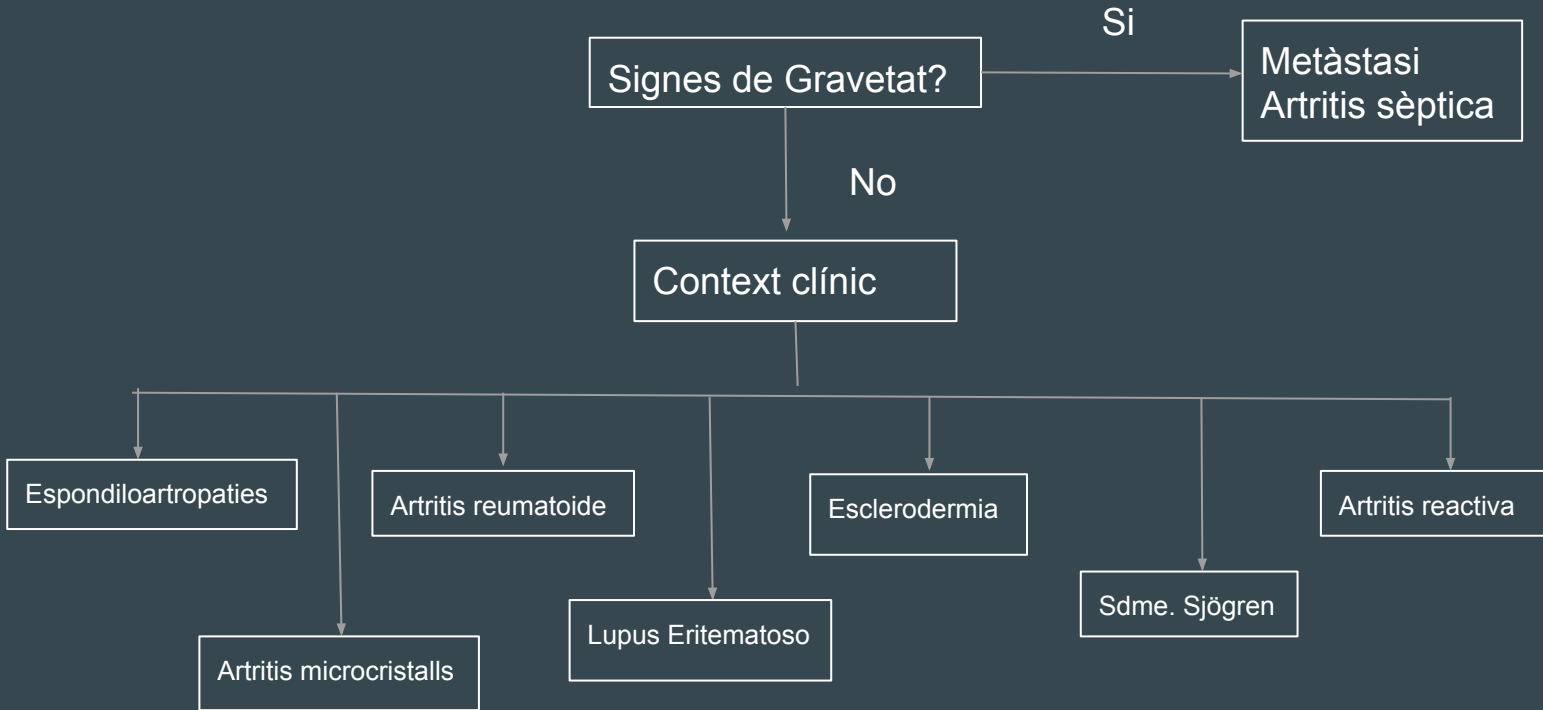 Si
Signes de Gravetat?
Metàstasi
Artritis sèptica
No
Context clínic
Espondiloartropaties
Artritis reumatoide
Esclerodermia
Artritis reactiva
Sdme. Sjögren
Lupus Eritematoso
Artritis microcristalls